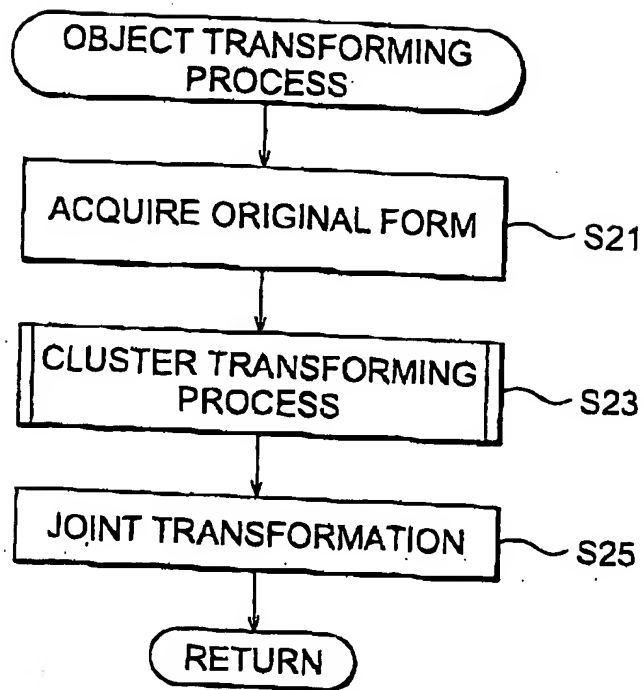 OBJECT TRANSFORMING
PROCESS
ACQUIRE ORIGINAL FORM
S21
CLUSTER TRANSFORMING
PROCESS
S23
JOINT TRANSFORMATION
S25
RETURN